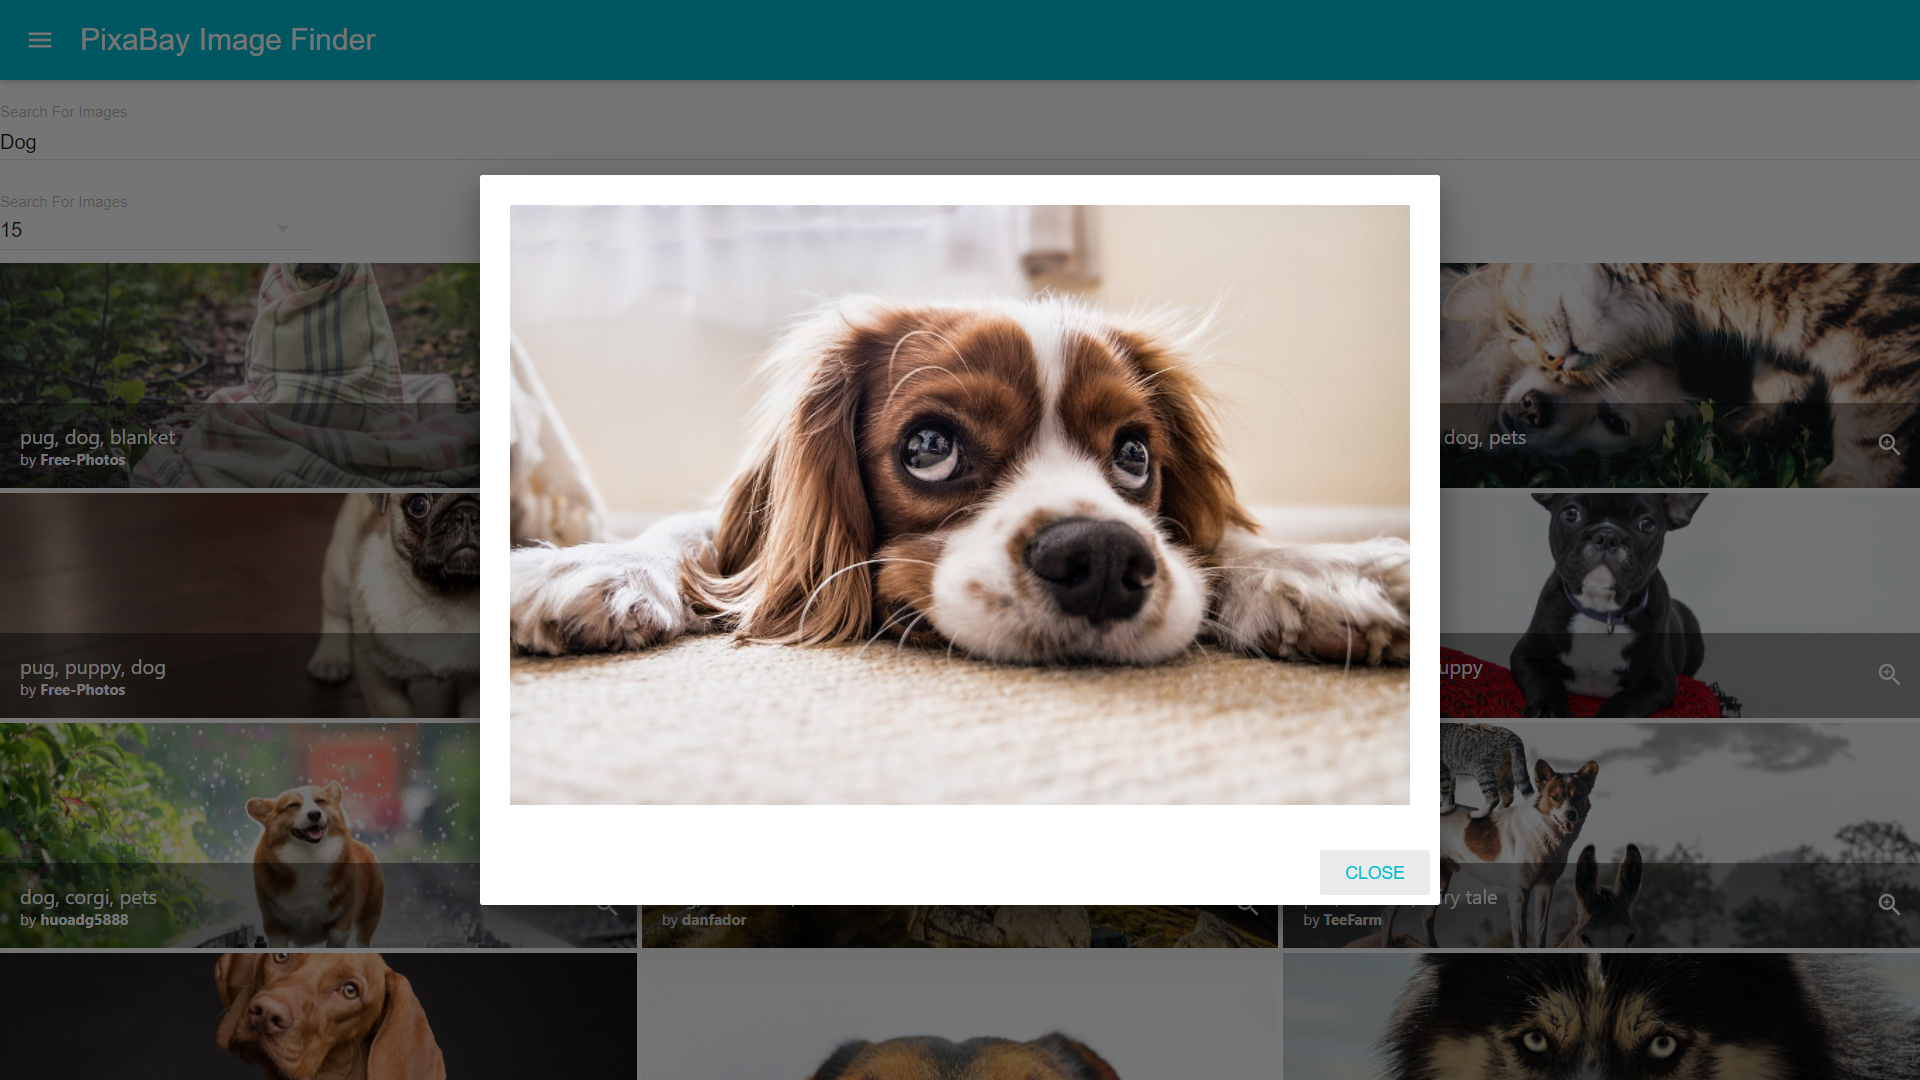 PixaBay Image Finder
Search For Images
Dog
Search For Images
15
pug, dog, blanket
by Free-Photos
dog, pets
pug, puppy, dog
by Free-Photos
uppy
CLOSE
dog, corgi, pets
by huoadg5888
by danfador
ry tale
by TeeFarm